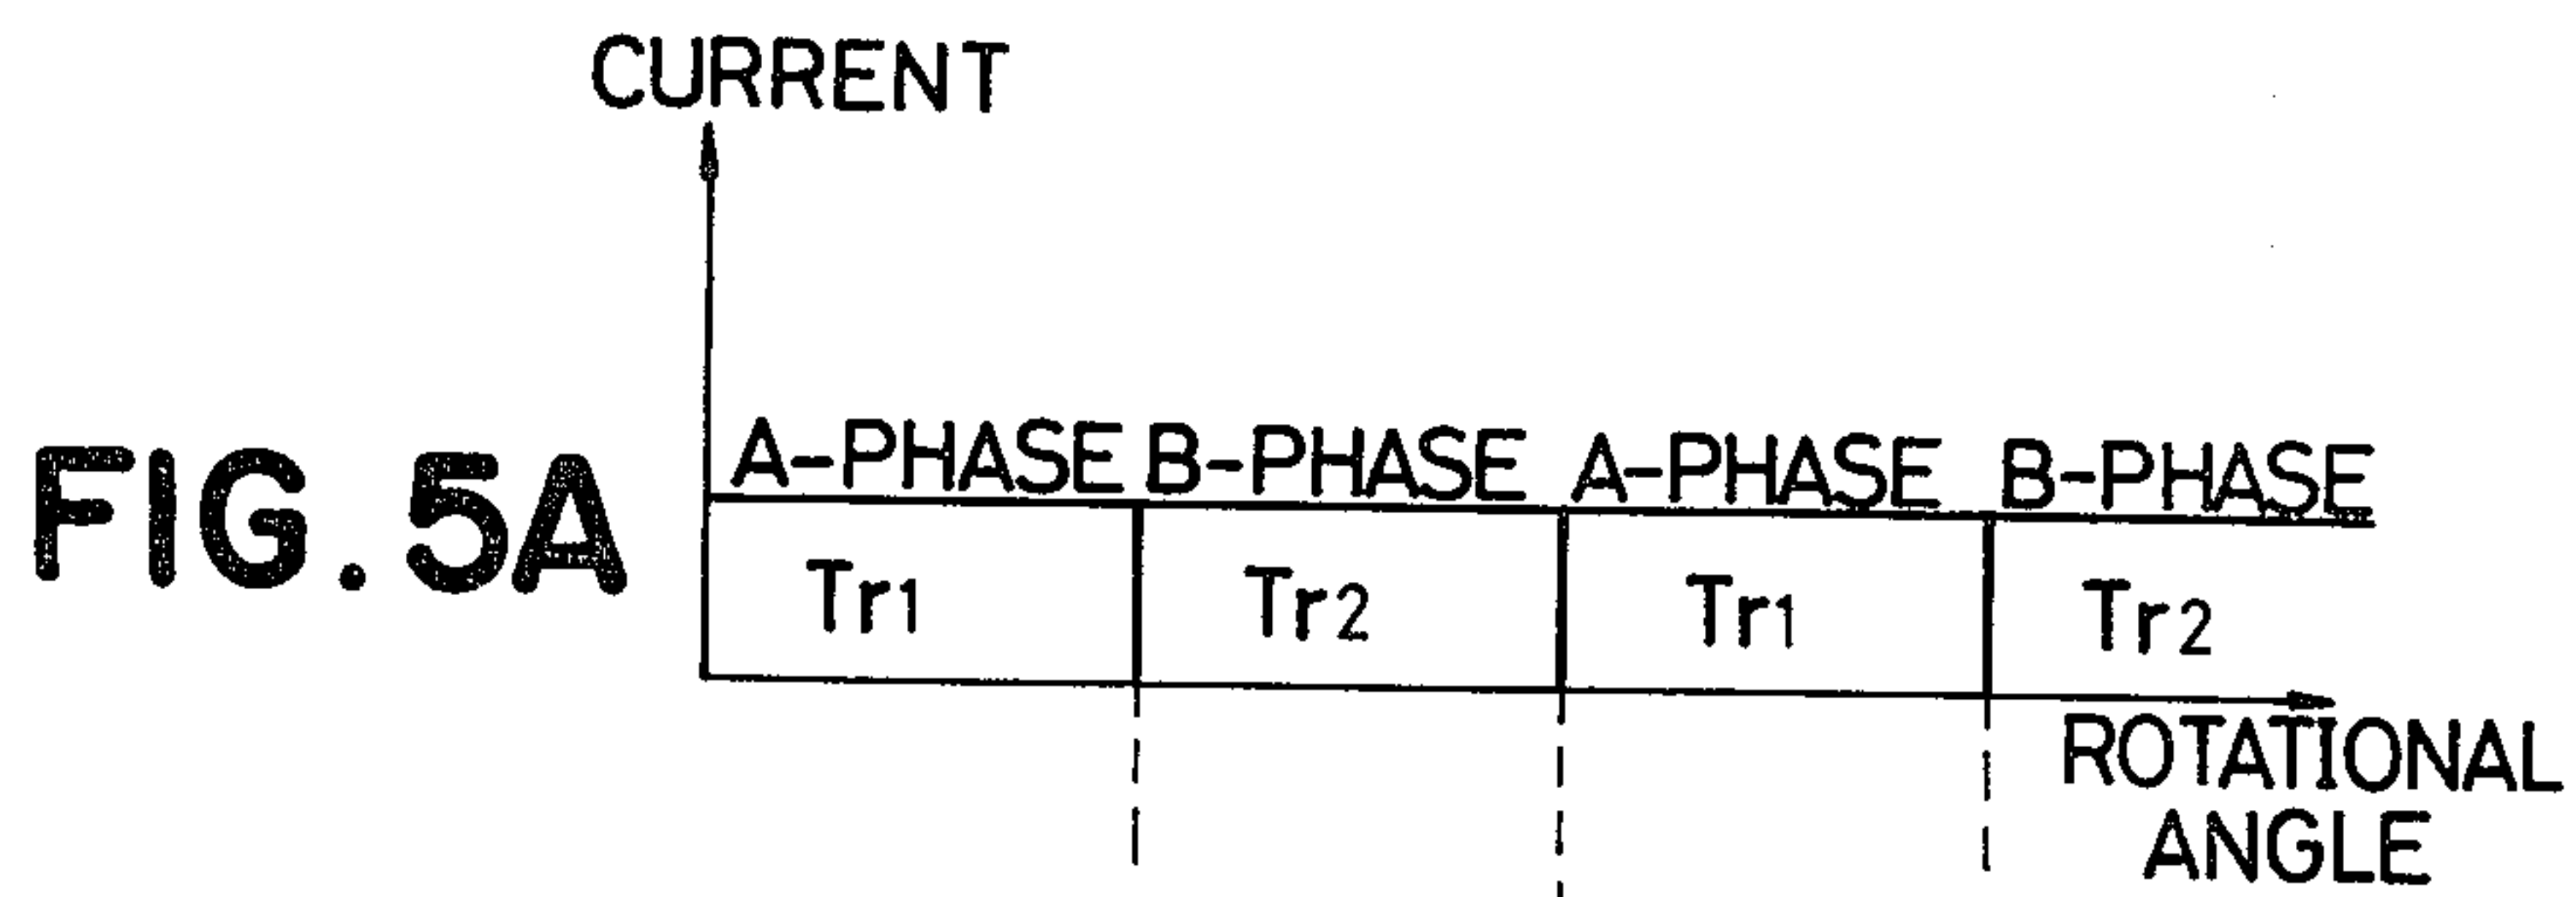 CURRENT
A-PHASE B-PHASE A-PHASE B-PHASE
FIG. 5A
Tr1 Tr2 Tr1 Tr2
ROTATIONAL
ANGLE